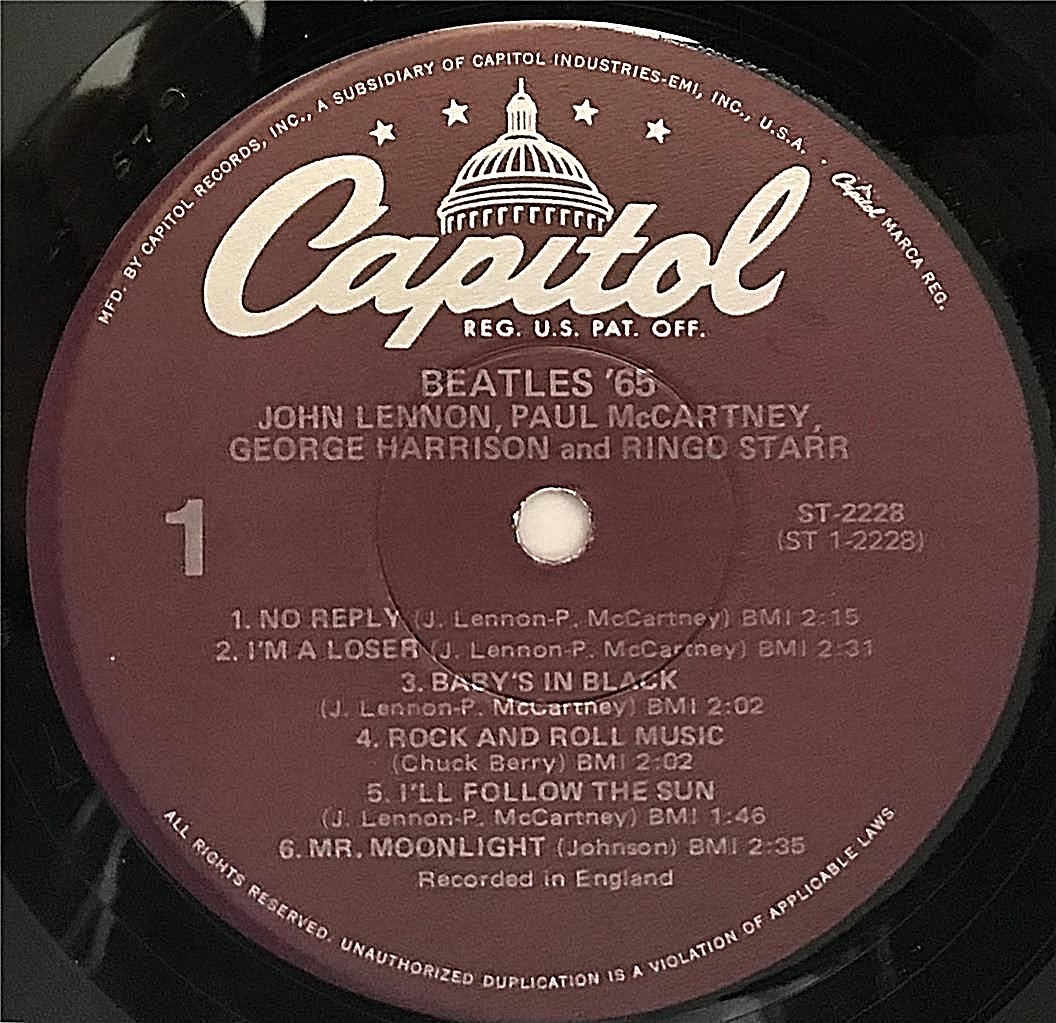 MFD. BY CAPITOL RECORDS, INC., A SUBSIDIARY OF CAPITOL INDUSTRIES-EMI, INC., U.S.A. · Capitol MARCA REG.
Capitol
REG. U.S. PAT. OFF.
BEATLES '65
JOHN LENNON, PAUL McCARTNEY,
GEORGE HARRISON and RINGO STARR
1
ST-2228
(ST 1-2228)
1. NO REPLY (J. Lennon-P. McCartney) BMI 2:15
2. I'M A LOSER (J. Lennon-P. McCartney) BMI 2:31
3. BABY'S IN BLACK
(J. Lennon-P. McCartney) BMI 2:02
4. ROCK AND ROLL MUSIC
(Chuck Berry) BMI 2:02
5. I'LL FOLLOW THE SUN
(J. Lennon-P. McCartney) BMI 1:46
6. MR. MOONLIGHT (Johnson) BMI 2:35
Recorded in England
ALL RIGHTS RESERVED. UNAUTHORIZED DUPLICATION IS A VIOLATION OF APPLICABLE LAWS